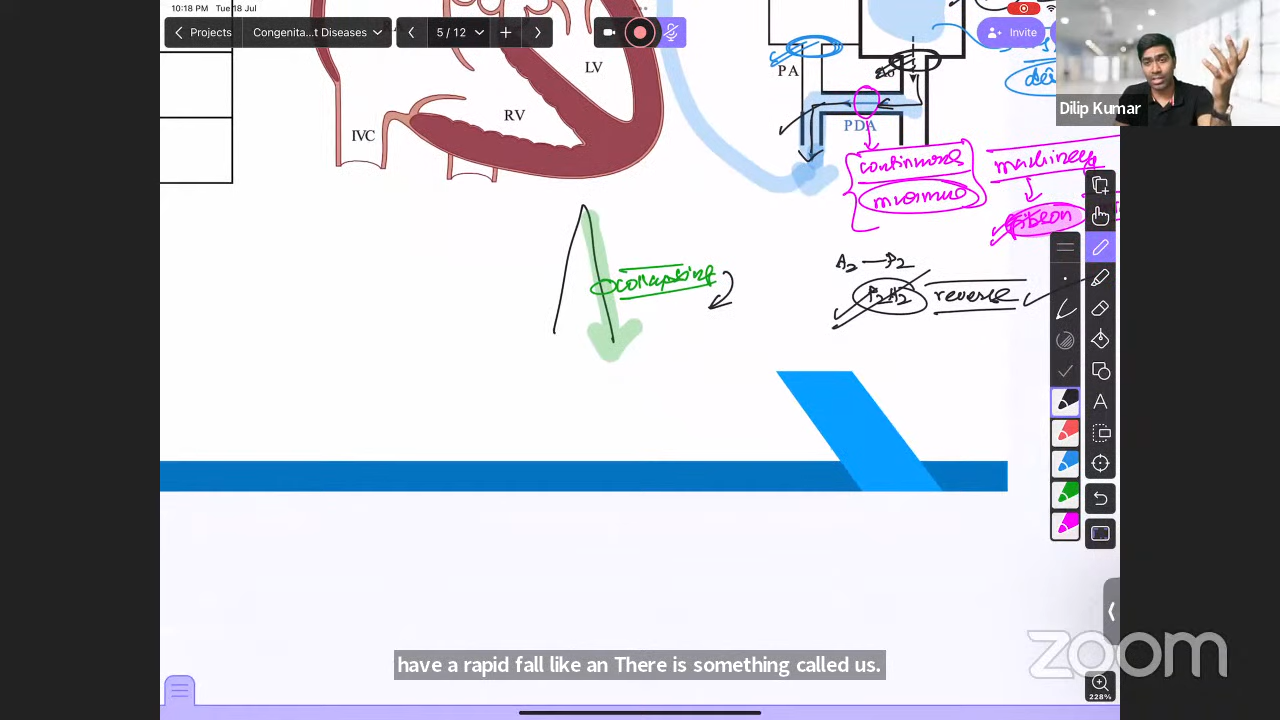 10:18 PM Tue 18 Jul
Projects
Congenita...t Diseases
5 / 12
Invite
Dilip Kumar
LV
RV
IVC
PA
Ao
PDA
continuous
murmur
machinery
collapsing
A2 — P2
P2A2 reverse
have a rapid fall like an There is something called us.
zoom
228%